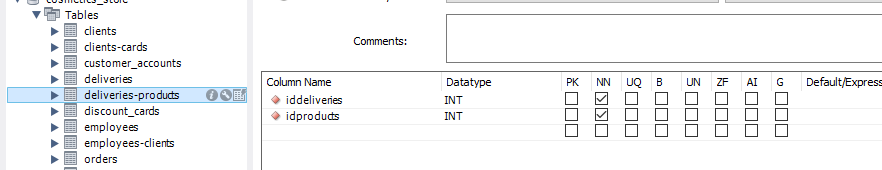 cosmetics_store
Tables
clients
clients-cards
customer_accounts
deliveries
deliveries-products
discount_cards
employees
employees-clients
orders
Comments:
Column Name Datatype PK NN UQ B UN ZF AI G Default/Express
iddeliveries INT
idproducts INT